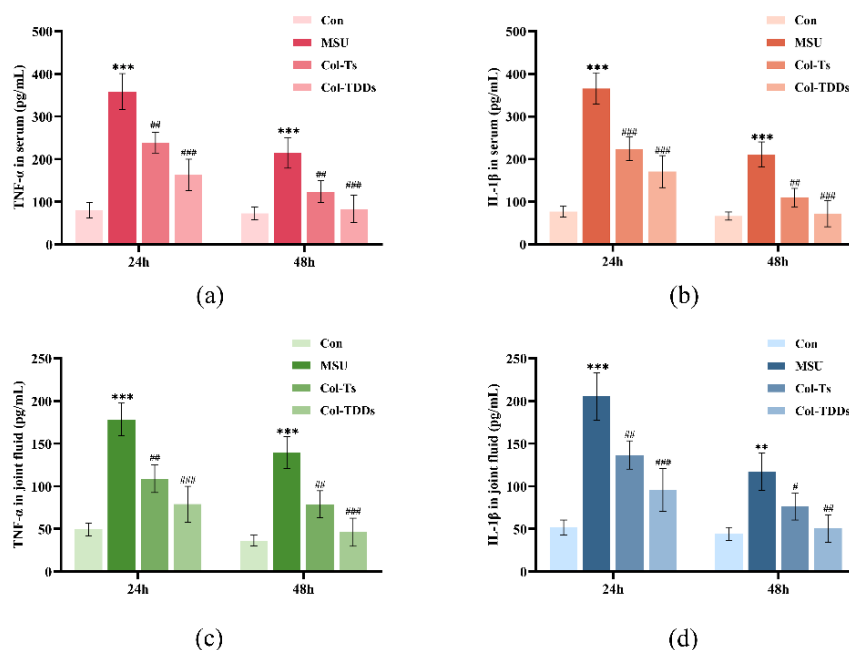 Con
MSU
Col-Ts
Col-TDDs
TNF-α in serum (pg/mL)
500
400
300
200
100
0
***
##
###
***
##
###
24h
48h
(a)
Con
MSU
Col-Ts
Col-TDDs
IL-1β in serum (pg/mL)
500
400
300
200
100
0
***
###
###
***
##
###
24h
48h
(b)
Con
MSU
Col-Ts
Col-TDDs
TNF-α in joint fluid (pg/mL)
250
200
150
100
50
0
***
##
###
***
##
###
24h
48h
(c)
Con
MSU
Col-Ts
Col-TDDs
IL-1β in joint fluid (pg/mL)
250
200
150
100
50
0
***
##
###
**
#
##
24h
48h
(d)